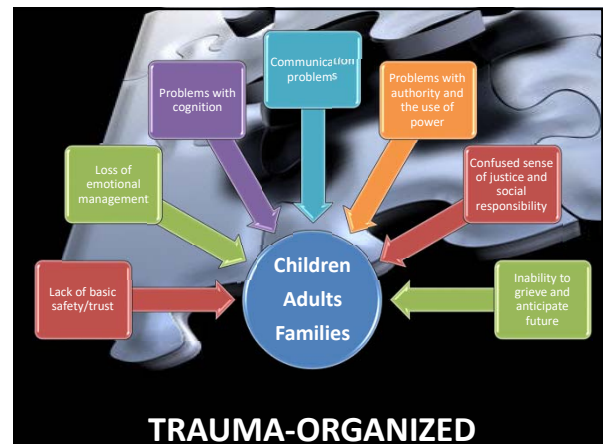 Communication
problems
Problems with
cognition
Problems with
authority and
the use of
power
Loss of
emotional
management
Confused sense
of justice and
social
responsibility
Lack of basic
safety/trust
Children
Adults
Families
Inability to
grieve and
anticipate
future
TRAUMA-ORGANIZED